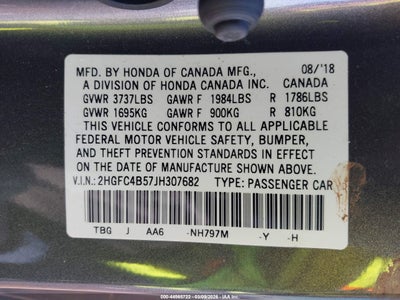 MFD. BY HONDA OF CANADA MFG., 08/'18
A DIVISION OF HONDA CANADA INC. CANADA
GVWR 3737LBS GAWR F 1984LBS R 1786LBS
GVWR 1695KG GAWR F 900KG R 810KG
THIS VEHICLE CONFORMS TO ALL APPLICABLE
FEDERAL MOTOR VEHICLE SAFETY, BUMPER,
AND THEFT PREVENTION STANDARDS IN EFFECT
ON THE DATE OF MANUFACTURE SHOWN ABOVE.
V.I.N.: 2HGFC4B57JH307682 TYPE: PASSENGER CAR
TBG J AA6 -NH797M -Y -H